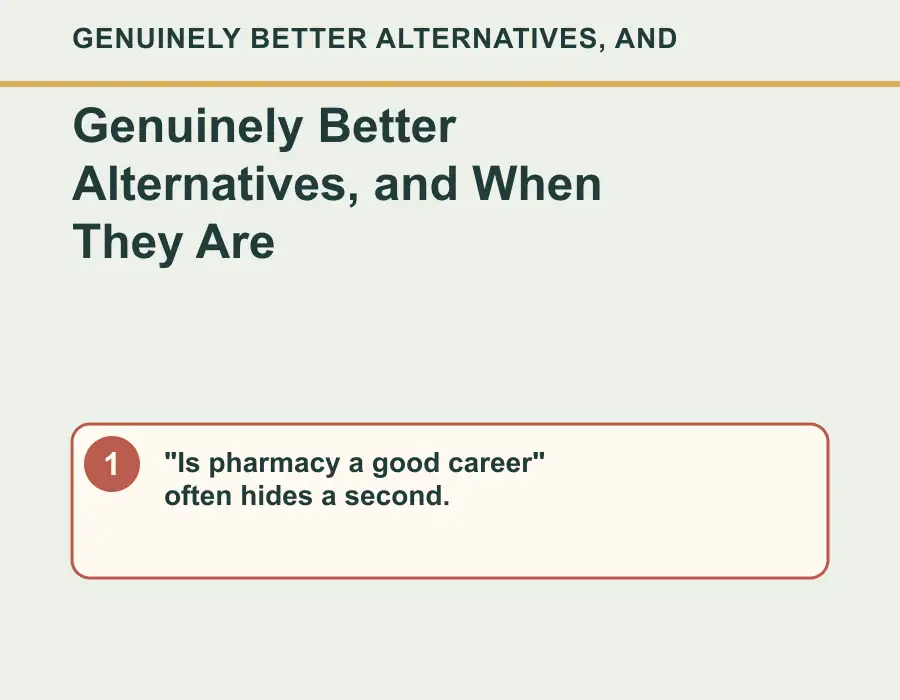 GENUINELY BETTER ALTERNATIVES, AND
Genuinely Better
Alternatives, and When
They Are
1
"Is pharmacy a good career"
often hides a second.